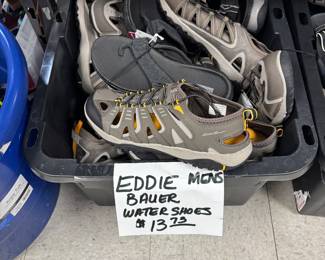 EDDIE MENS
BAUER
WATER SHOES
$13.73